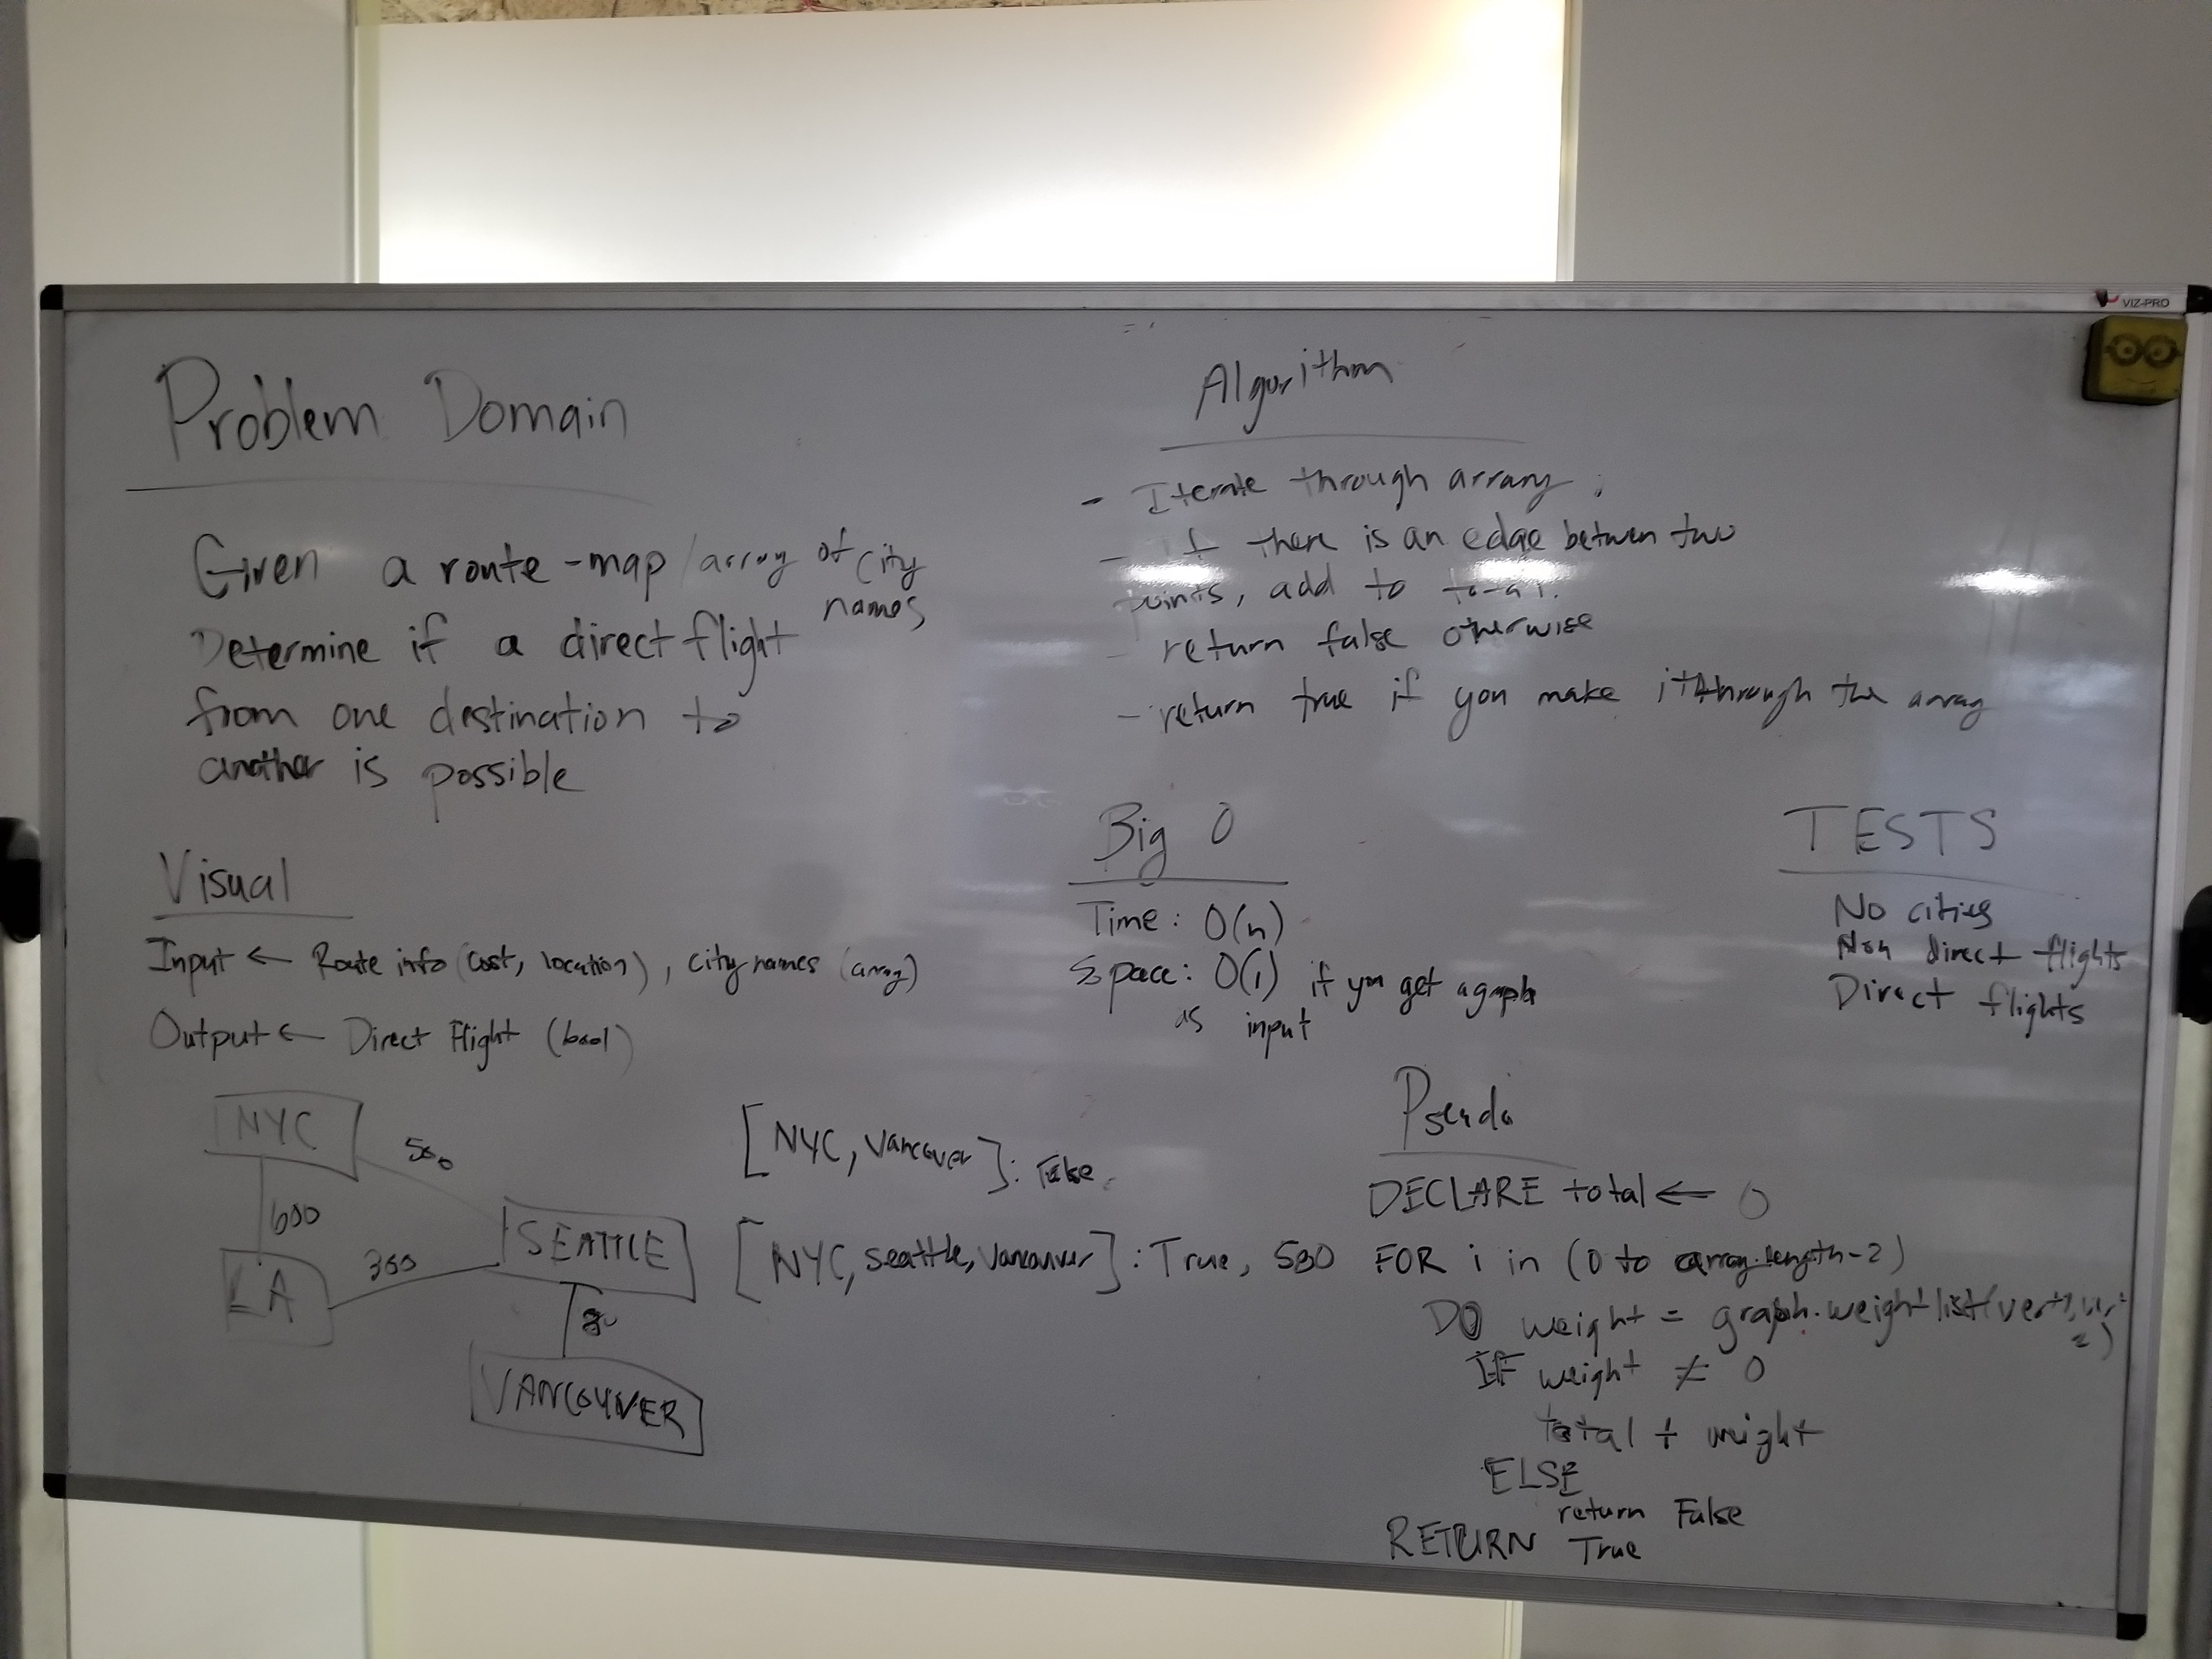 VIZ-PRO
Problem Domain
Given a route-map/array of city
names,
Determine if a direct flight
from one destination to
another is possible
Visual
Input ← Route info (cost, location), city names (array)
Output ← Direct Flight (bool)
NYC
500
600
LA
300
SEATTLE
VANCOUVER
[NYC, Vancouver]: False
[NYC, Seattle, Vancouver]: True, 580
Algorithm
- Iterate through array;
- If there is an edge between two
points, add to total.
- return false otherwise
- return true if you make it through the array
Big O
Time: O(n)
Space: O(1) if you get a graph
as input
TESTS
No cities
Non direct flights
Direct flights
Pseudo
DECLARE total ← 0
FOR i in (0 to array.length-2)
DO weight = graph.weightlist(vert1, vert
2)
IF weight ≠ 0
total + weight
ELSE
return False
RETURN True